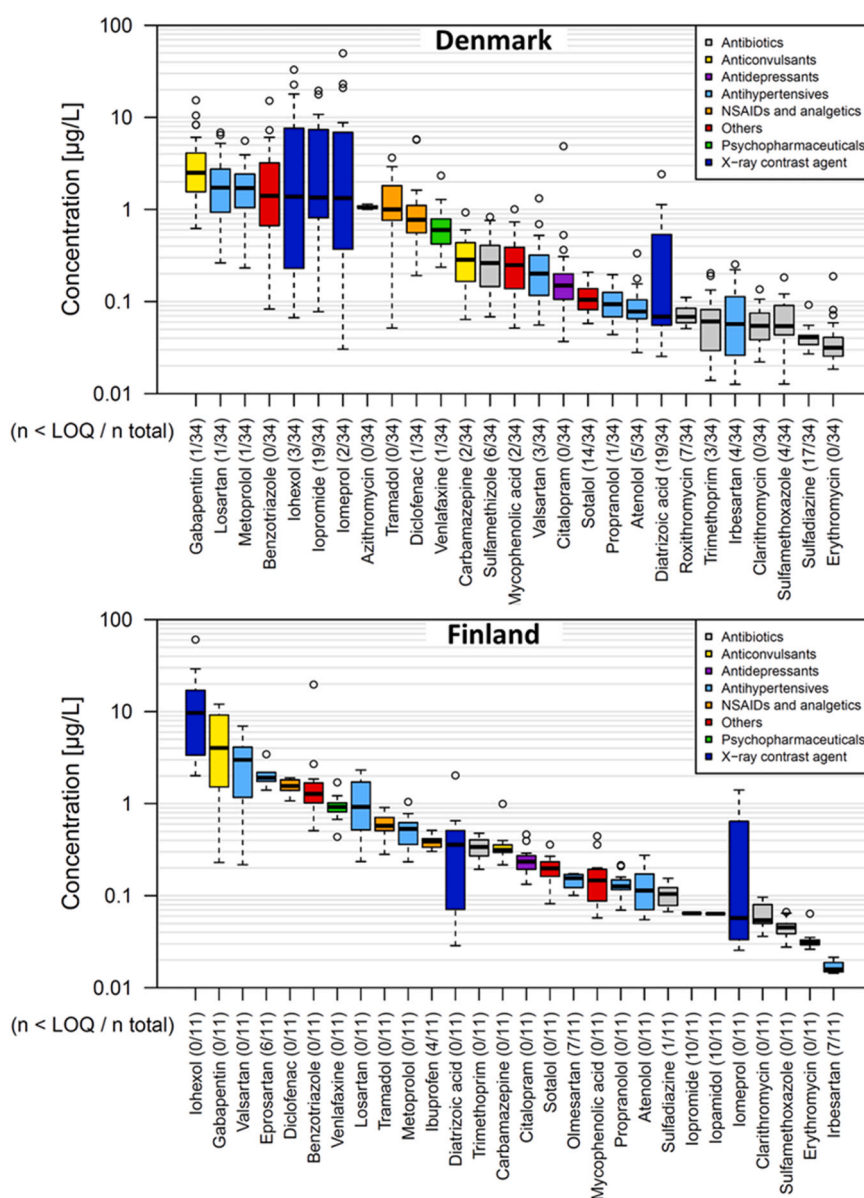 Denmark
Concentration [µg/L]
100
10
1
0.1
0.01
Antibiotics
Anticonvulsants
Antidepressants
Antihypertensives
NSAIDs and analgetics
Others
Psychopharmaceuticals
X-ray contrast agent
(n < LOQ / n total)
Gabapentin (1/34)
Losartan (1/34)
Metoprolol (1/34)
Benzotriazole (0/34)
Iohexol (3/34)
Iopromide (19/34)
Iomeprol (2/34)
Azithromycin (0/34)
Tramadol (0/34)
Diclofenac (1/34)
Venlafaxine (1/34)
Carbamazepine (2/34)
Sulfamethizole (6/34)
Mycophenolic acid (2/34)
Valsartan (3/34)
Citalopram (0/34)
Sotalol (14/34)
Propranolol (1/34)
Atenolol (5/34)
Diatrizoic acid (19/34)
Roxithromycin (7/34)
Trimethoprim (3/34)
Irbesartan (4/34)
Clarithromycin (0/34)
Sulfamethoxazole (4/34)
Sulfadiazine (17/34)
Erythromycin (0/34)
Finland
Concentration [µg/L]
100
10
1
0.1
0.01
Antibiotics
Anticonvulsants
Antidepressants
Antihypertensives
NSAIDs and analgetics
Others
Psychopharmaceuticals
X-ray contrast agent
(n < LOQ / n total)
Iohexol (0/11)
Gabapentin (0/11)
Valsartan (0/11)
Eprosartan (6/11)
Diclofenac (0/11)
Benzotriazole (0/11)
Venlafaxine (0/11)
Losartan (0/11)
Tramadol (0/11)
Metoprolol (0/11)
Ibuprofen (4/11)
Diatrizoic acid (0/11)
Trimethoprim (0/11)
Carbamazepine (0/11)
Citalopram (0/11)
Sotalol (0/11)
Olmesartan (7/11)
Mycophenolic acid (0/11)
Propranolol (0/11)
Atenolol (0/11)
Sulfadiazine (1/11)
Iopromide (10/11)
Iopamidol (10/11)
Iomeprol (0/11)
Clarithromycin (0/11)
Sulfamethoxazole (0/11)
Erythromycin (0/11)
Irbesartan (7/11)